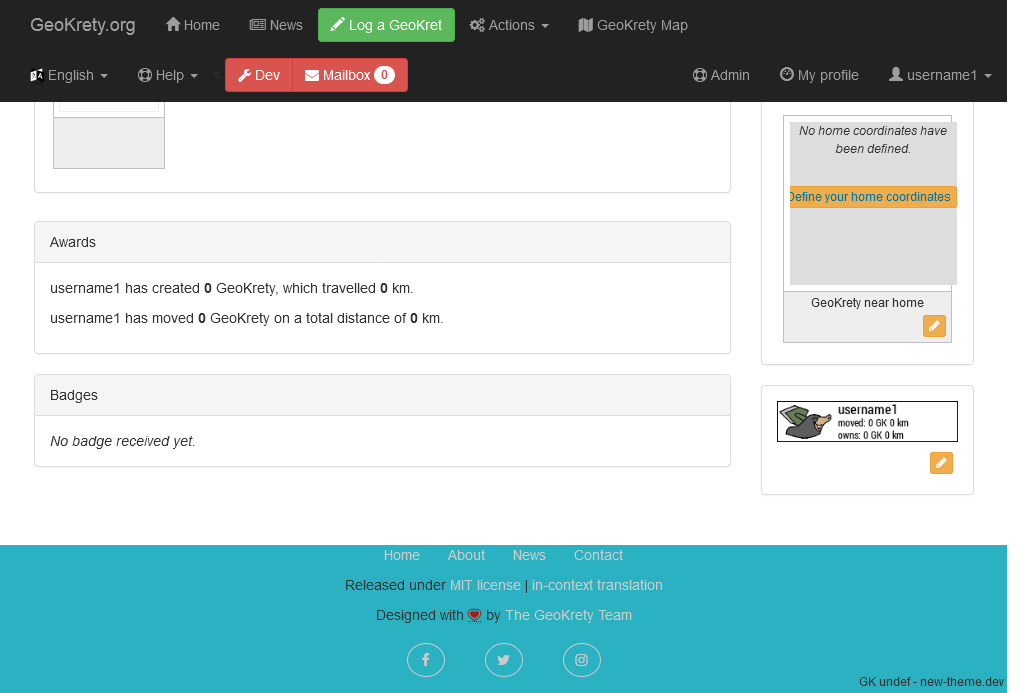 GeoKrety.org Home News Log a GeoKret Actions GeoKrety Map
English Help < Dev Mailbox 0 Admin My profile username1
No home coordinates have
been defined.
Define your home coordinates
GeoKrety near home
Awards
username1 has created 0 GeoKrety, which travelled 0 km.
username1 has moved 0 GeoKrety on a total distance of 0 km.
Badges
No badge received yet.
username1
moved: 0 GK 0 km
owns: 0 GK 0 km
Home About News Contact
Released under MIT license | in-context translation
Designed with by The GeoKrety Team
GK undef - new-theme.dev